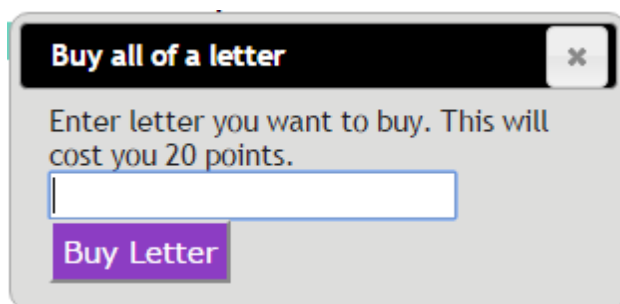 Buy all of a letter
Enter letter you want to buy. This will
cost you 20 points.
Buy Letter